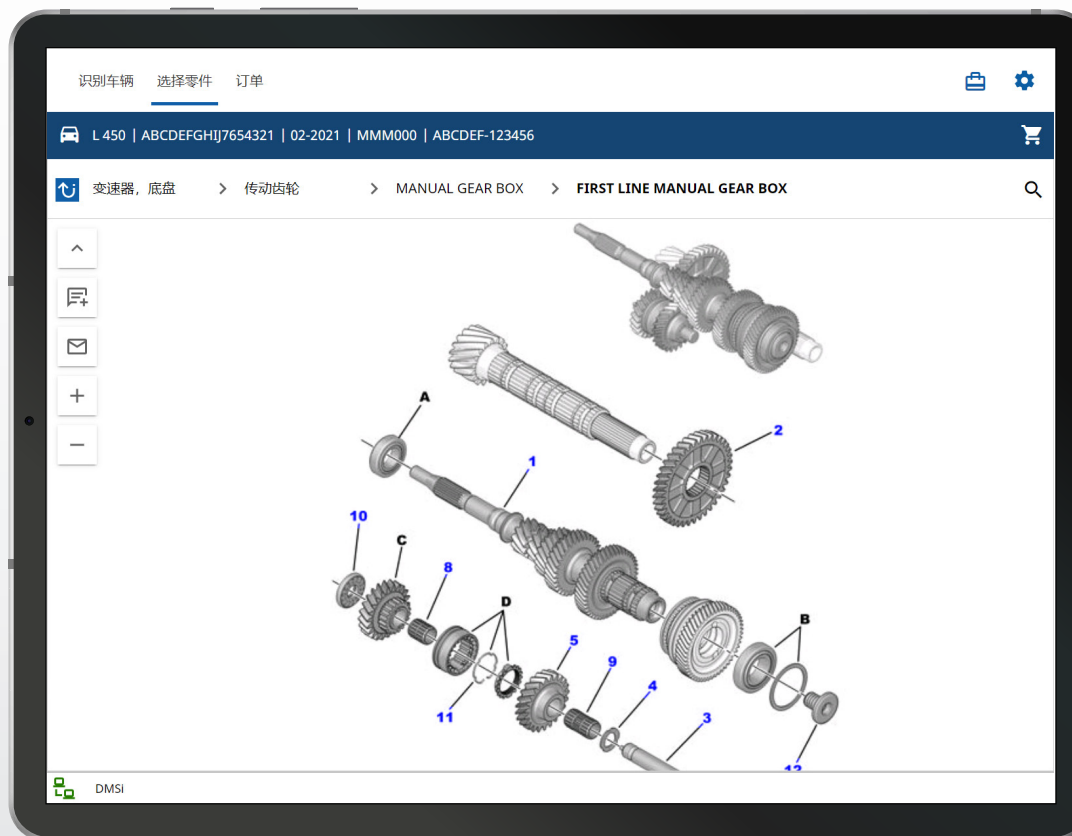 识别车辆 选择零件 订单
L 450 | ABCDEFGHIJ7654321 | 02-2021 | MMM000 | ABCDEF-123456
变速器，底盘 > 传动齿轮 > MANUAL GEAR BOX > FIRST LINE MANUAL GEAR BOX
A
2
1
10
C
8
D
B
5
9
4
11
3
12
DMSi